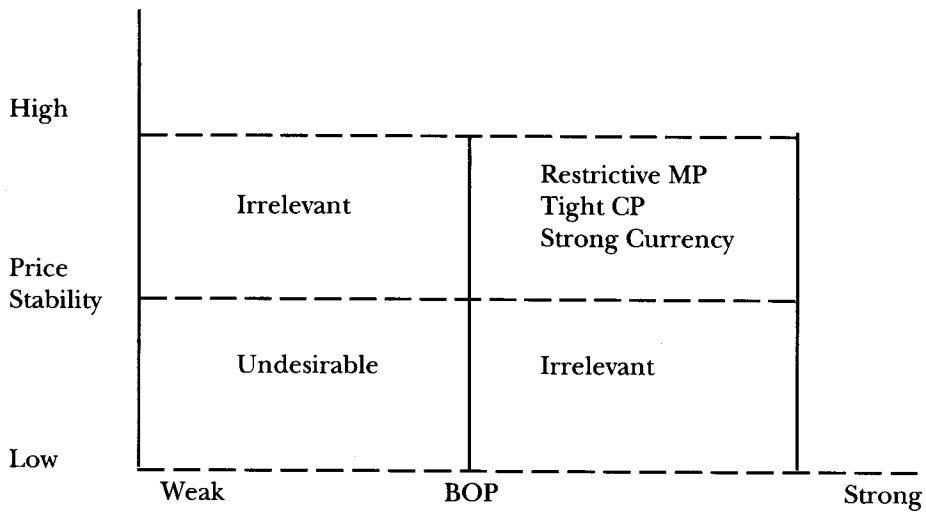 High
Restrictive MP
Irrelevant
Tight CP
Strong Currency
Price
Stability
Undesirable
Irrelevant
Low
Weak
BOP
Strong